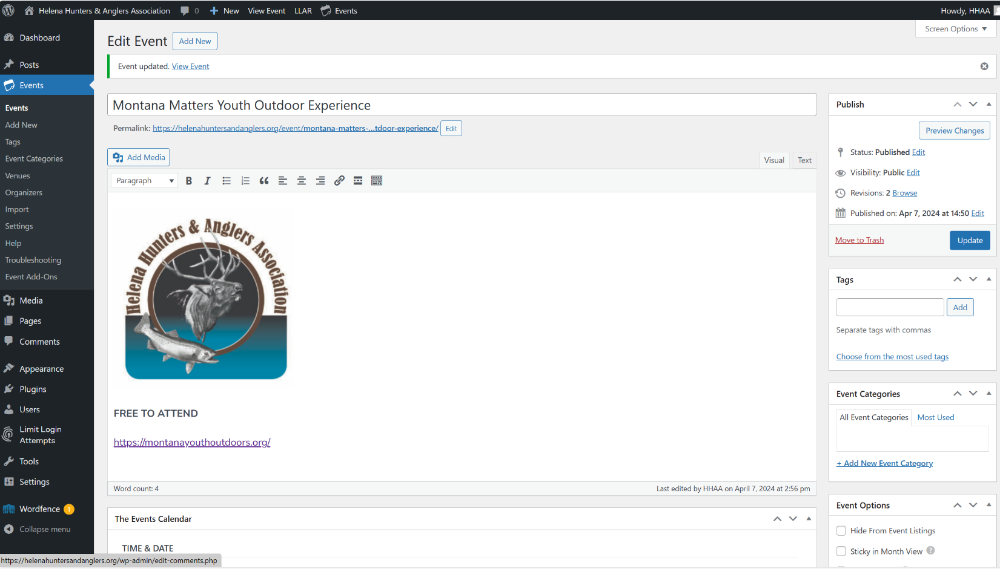 Helena Hunters & Anglers Association 0 New View Event LLAR Events Howdy, HHAA
Screen Options
Dashboard
Posts
Events
Events
Add New
Tags
Event Categories
Venues
Organizers
Import
Settings
Help
Troubleshooting
Event Add-Ons
Media
Pages
Comments
Appearance
Plugins
Users
Limit Login
Attempts
Tools
Settings
Wordfence 1
Collapse menu
Edit Event Add New
Event updated. View Event
Montana Matters Youth Outdoor Experience
Permalink: https://helenahuntersandanglers.org/event/montana-matters-...tdoor-experience/ Edit
Add Media
Visual Text
Paragraph B I
Helena Hunters & Anglers Association
FREE TO ATTEND
https://montanayouthoutdoors.org/
Word count: 4 Last edited by HHAA on April 7, 2024 at 2:56 pm
The Events Calendar
TIME & DATE
Publish
Preview Changes
Status: Published Edit
Visibility: Public Edit
Revisions: 2 Browse
Published on: Apr 7, 2024 at 14:50 Edit
Move to Trash Update
Tags
Add
Separate tags with commas
Choose from the most used tags
Event Categories
All Event Categories Most Used
+ Add New Event Category
Event Options
Hide From Event Listings
Sticky in Month View ?
https://helenahuntersandanglers.org/wp-admin/edit-comments.php